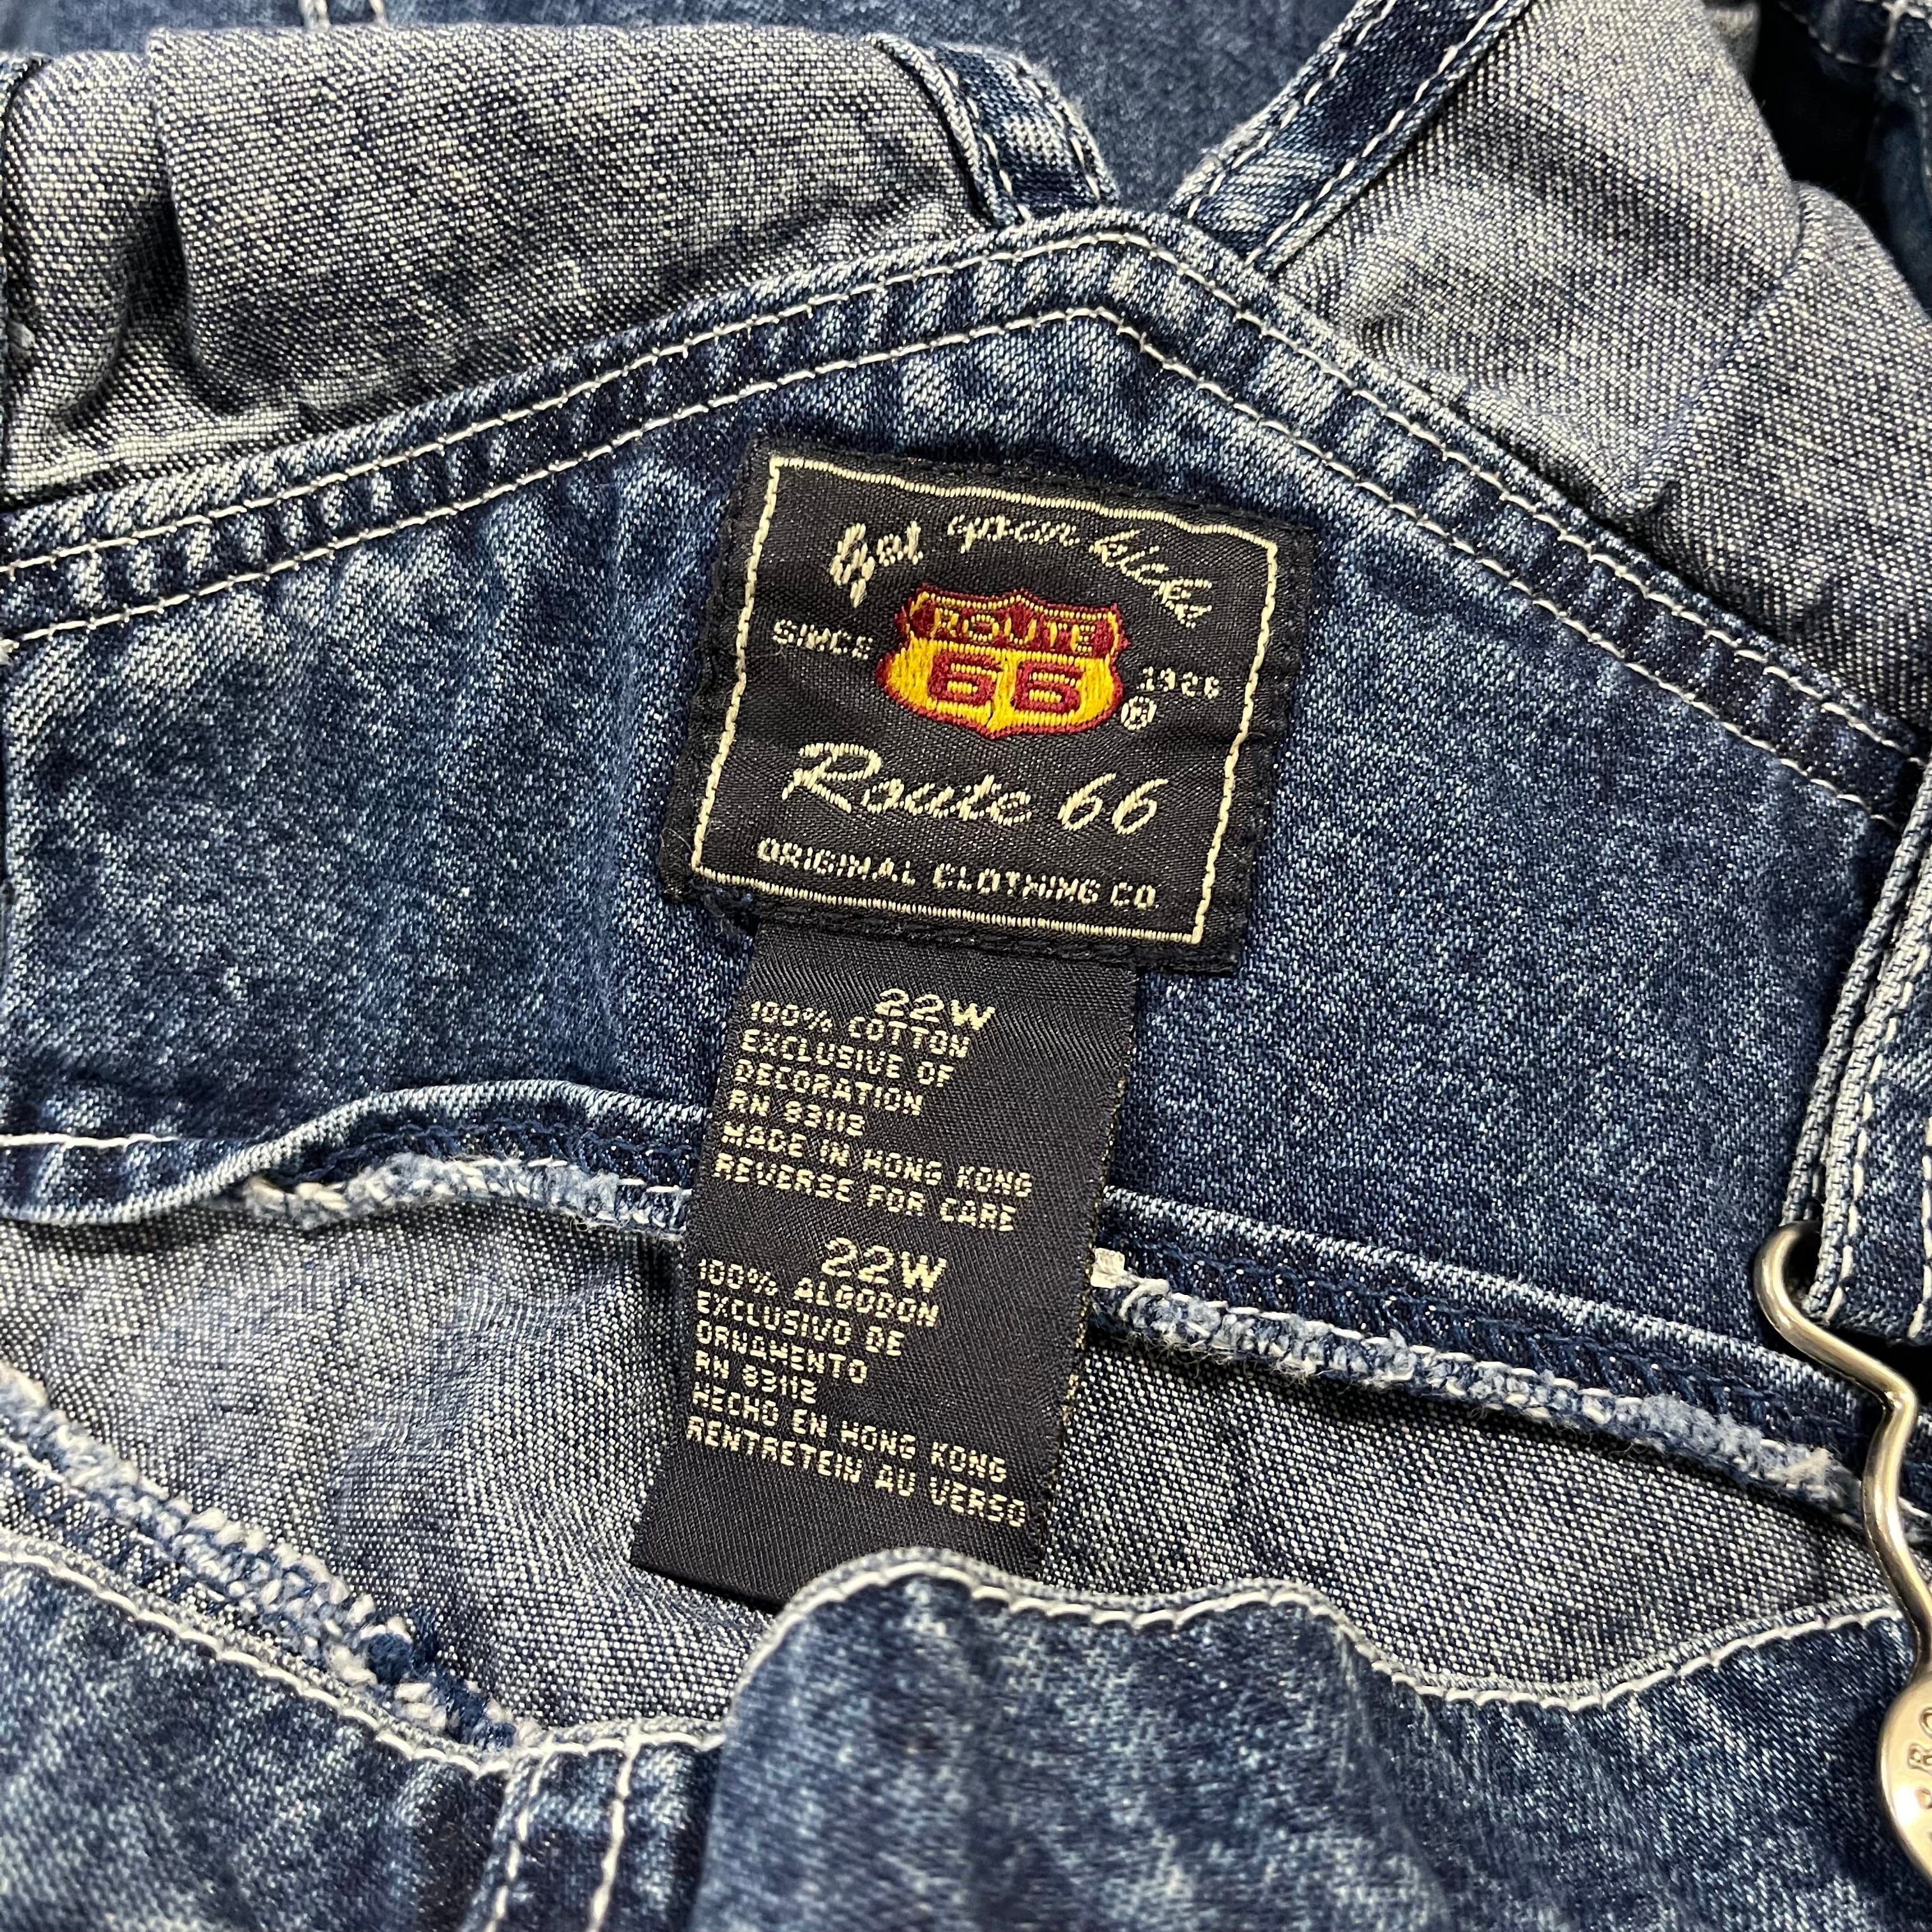 Get your kicks
SINCE
ROUTE
66
1926
®
Route 66
ORIGINAL CLOTHING CO.
22W
100% COTTON
EXCLUSIVE OF
DECORATION
RN 83112
MADE IN HONG KONG
REVERSE FOR CARE
22W
100% ALGODON
EXCLUSIVO DE
ORNAMENTO
RN 83112
HECHO EN HONG KONG
RENTRETEIN AU VERSO